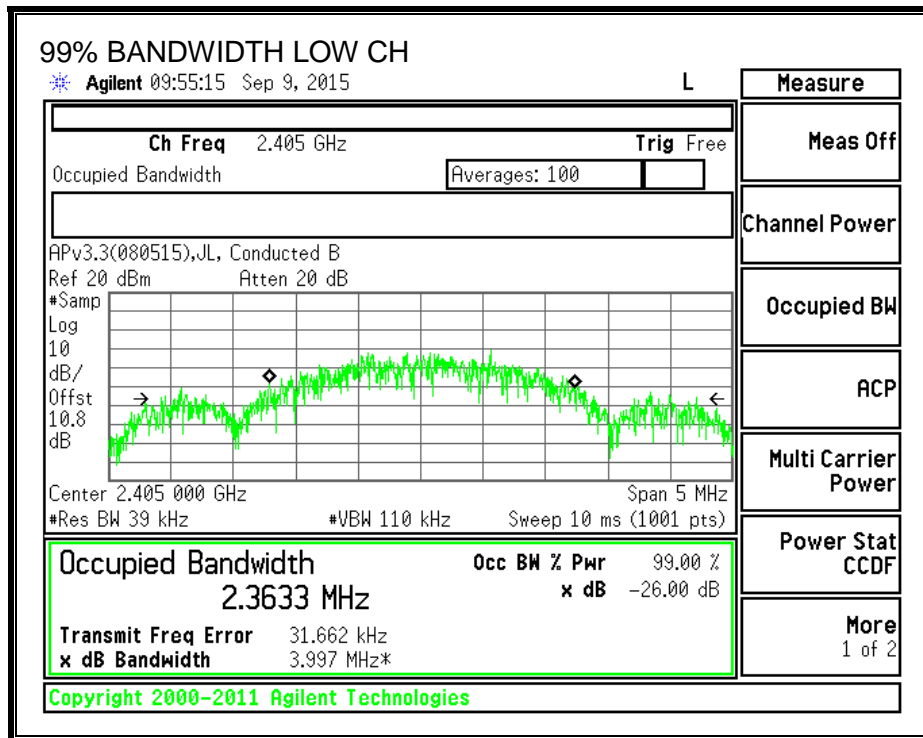 99% BANDWIDTH LOW CH
Agilent 09:55:15 Sep 9, 2015 L
Measure
Ch Freq 2.405 GHz Trig Free
Meas Off
Occupied Bandwidth Averages: 100
Channel Power
APv3.3(080515),JL, Conducted B
Ref 20 dBm Atten 20 dB
#Samp
Log
10
dB/
Offst
10.8
dB
Occupied BW
ACP
Center 2.405 000 GHz Span 5 MHz
#Res BW 39 kHz #VBW 110 kHz Sweep 10 ms (1001 pts)
Multi Carrier
Power
Occupied Bandwidth
2.3633 MHz
Occ BW % Pwr 99.00 %
x dB -26.00 dB
Transmit Freq Error 31.662 kHz
x dB Bandwidth 3.997 MHz*
Power Stat
CCDF
More
1 of 2
Copyright 2000-2011 Agilent Technologies